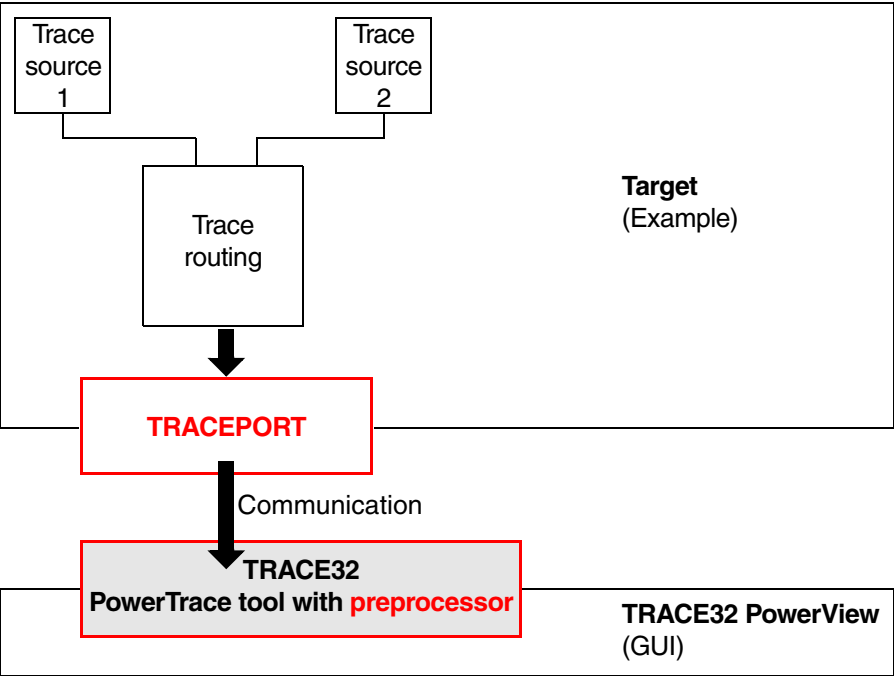 Trace
source
1
Trace
source
2
Trace
routing
Target
(Example)
TRACEPORT
Communication
TRACE32
PowerTrace tool with preprocessor
TRACE32 PowerView
(GUI)